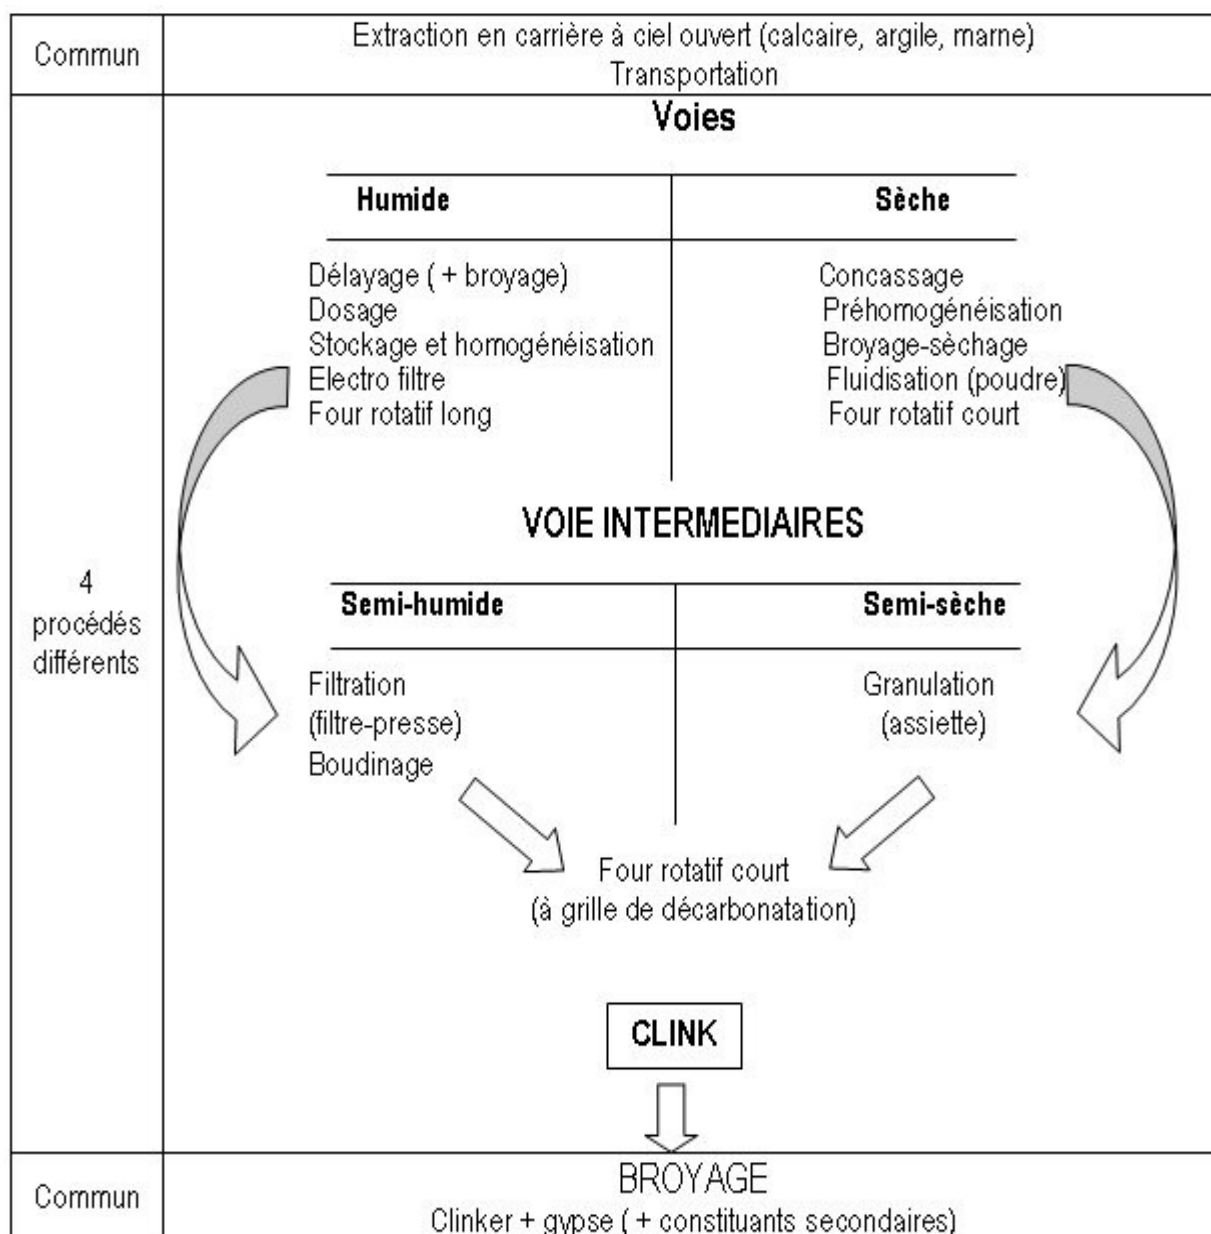 Commun
Extraction en carrière à ciel ouvert (calcaire, argile, marne)
Transportation
4
procédés
différents
Voies
Humide
Sèche
Délayage ( + broyage)
Dosage
Stockage et homogénéisation
Electro filtre
Four rotatif long
Concassage
Préhomogénéisation
Broyage-sèchage
Fluidisation (poudre)
Four rotatif court
VOIE INTERMEDIAIRES
Semi-humide
Semi-sèche
Filtration
(filtre-presse)
Boudinage
Granulation
(assiette)
Four rotatif court
(à grille de décarbonatation)
CLINK
Commun
BROYAGE
Clinker + gypse ( + constituants secondaires)